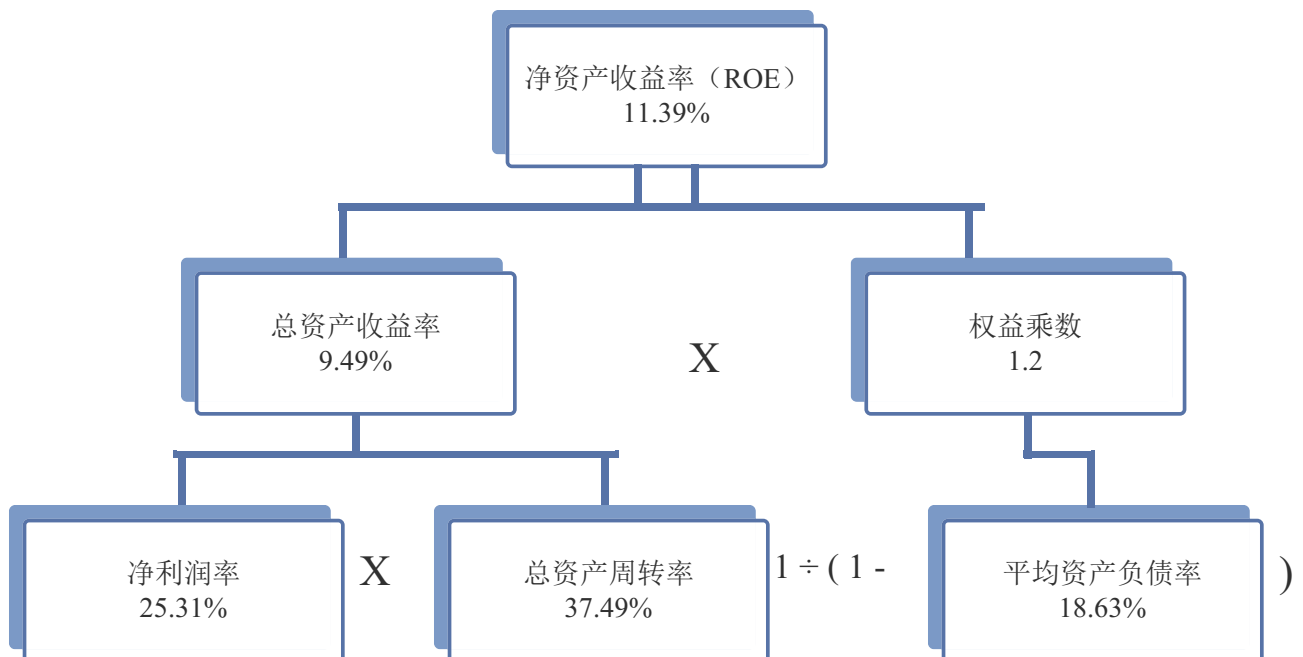 净资产收益率（ROE）
11.39%
总资产收益率
9.49%
X
权益乘数
1.2
净利润率
25.31%
X
总资产周转率
37.49%
1 ÷ ( 1 -
平均资产负债率
18.63%
)